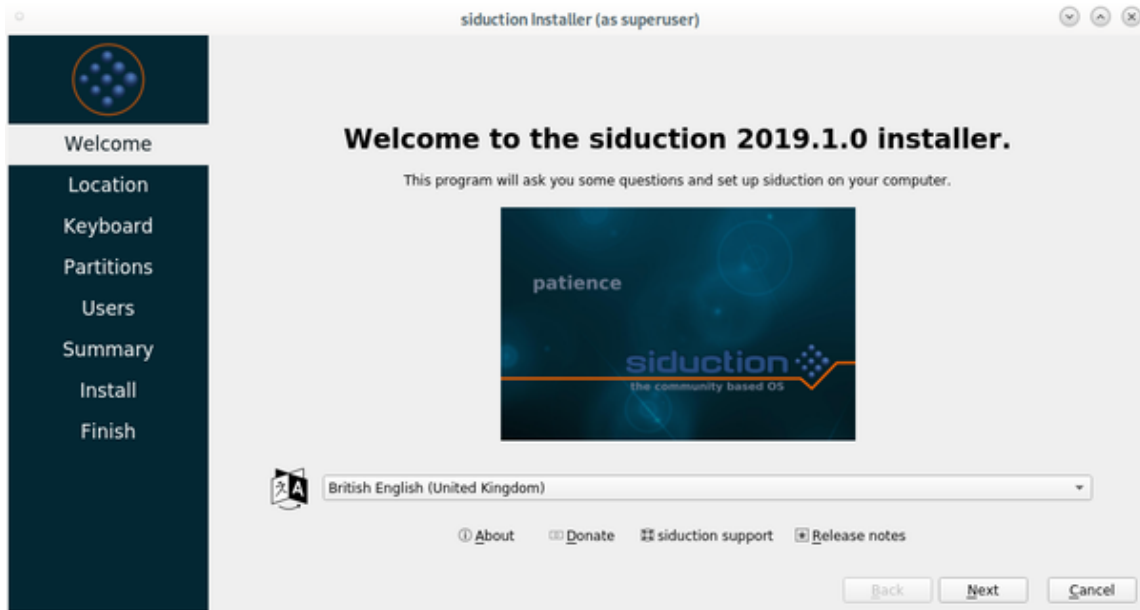 siduction Installer (as superuser)
Welcome
Location
Keyboard
Partitions
Users
Summary
Install
Finish
Welcome to the siduction 2019.1.0 installer.
This program will ask you some questions and set up siduction on your computer.
patience
siduction
the community based OS
文A
British English (United Kingdom)
About Donate siduction support Release notes
Back Next Cancel